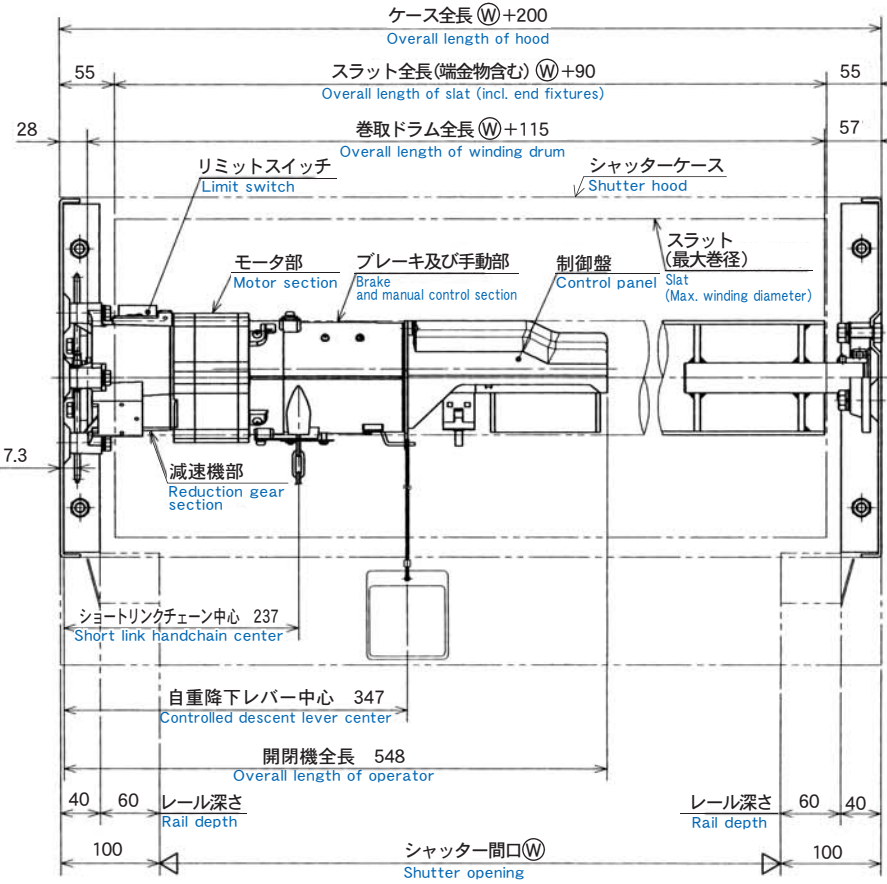 ケース全長Ⓦ+200
Overall length of hood
55
スラット全長(端金物含む)Ⓦ+90
55
Overall length of slat (incl. end fixtures)
28
巻取ドラム全長Ⓦ+115
57
Overall length of winding drum
リミットスイッチ
Limit switch
シャッターケース
Shutter hood
モータ部
Motor section
ブレーキ及び手動部
Brake
and manual control section
制御盤
Control panel
スラット
(最大巻径)
Slat
(Max. winding diameter)
7.3
減速機部
Reduction gear
section
ショートリンクチェーン中心 237
Short link handchain center
自重降下レバー中心 347
Controlled descent lever center
開閉機全長 548
Overall length of operator
40
60
レール深さ
Rail depth
レール深さ
Rail depth
60
40
100
シャッター間口Ⓦ
Shutter opening
100